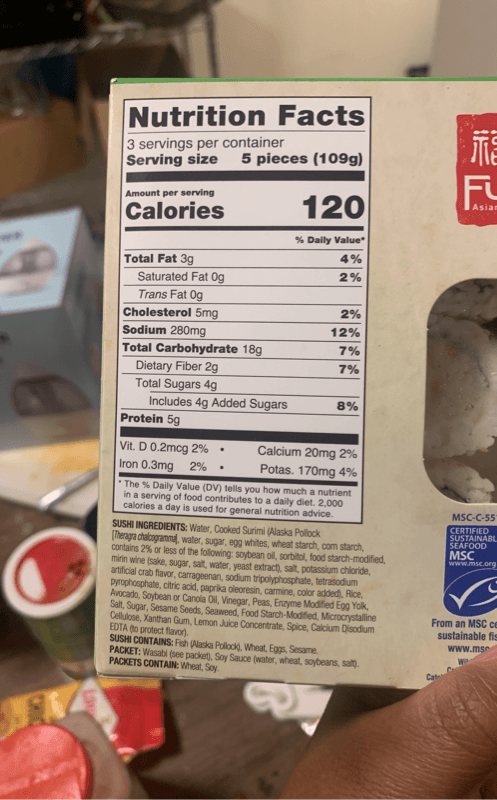 Nutrition Facts
3 servings per container
Serving size 5 pieces (109g)
Amount per serving
Calories 120
% Daily Value*
Total Fat 3g 4%
Saturated Fat 0g 2%
Trans Fat 0g
Cholesterol 5mg 2%
Sodium 280mg 12%
Total Carbohydrate 18g 7%
Dietary Fiber 2g 7%
Total Sugars 4g
Includes 4g Added Sugars 8%
Protein 5g
Vit. D 0.2mcg 2% • Calcium 20mg 2%
Iron 0.3mg 2% • Potas. 170mg 4%
* The % Daily Value (DV) tells you how much a nutrient
in a serving of food contributes to a daily diet. 2,000
calories a day is used for general nutrition advice.
SUSHI INGREDIENTS: Water, Cooked Surimi (Alaska Pollock
[Theragra chalcogramma], water, sugar, egg whites, wheat starch, corn starch,
contains 2% or less of the following: soybean oil, sorbitol, food starch-modified,
mirin wine (sake, sugar, salt, water, yeast extract), salt, potassium chloride,
artificial crab flavor, carrageenan, sodium tripolyphosphate, tetrasodium
pyrophosphate, citric acid, paprika oleoresin, carmine, color added), Rice,
Avocado, Soybean or Canola Oil, Vinegar, Peas, Enzyme Modified Egg Yolk,
Salt, Sugar, Sesame Seeds, Seaweed, Food Starch-Modified, Microcrystalline
Cellulose, Xanthan Gum, Lemon Juice Concentrate, Spice, Calcium Disodium
EDTA (to protect flavor).
SUSHI CONTAINS: Fish (Alaska Pollock), Wheat, Eggs, Sesame.
PACKET: Wasabi (see packet), Soy Sauce (water, wheat, soybeans, salt).
PACKETS CONTAIN: Wheat, Soy.
福
FU
Asian
MSC-C-55
CERTIFIED
SUSTAINABLE
SEAFOOD
MSC
www.msc.org
From an MSC ce
sustainable fis
www.msc